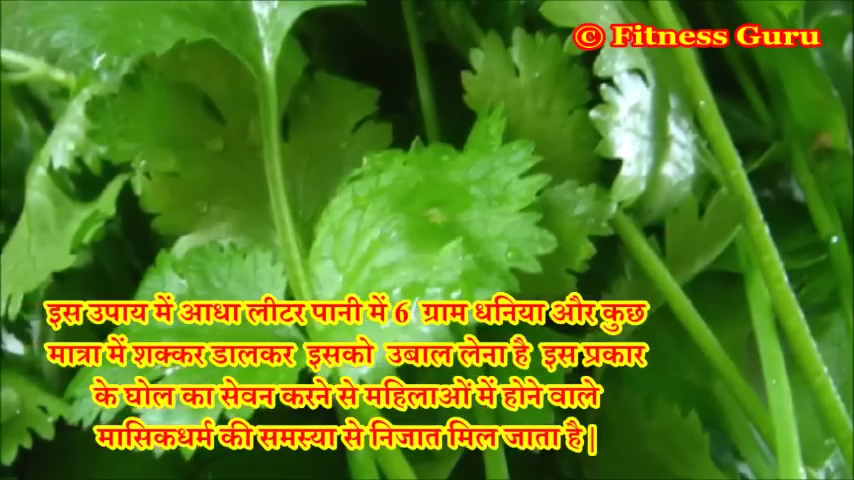 © Fitness Guru
इस उपाय में आधा लीटर पानी में 6 ग्राम धनिया और कुछ
मात्रा में शक्कर डालकर इसको उबाल लेना है इस प्रकार
के घोल का सेवन करने से महिलाओं में होने वाले
मासिकधर्म की समस्या से निजात मिल जाता है |